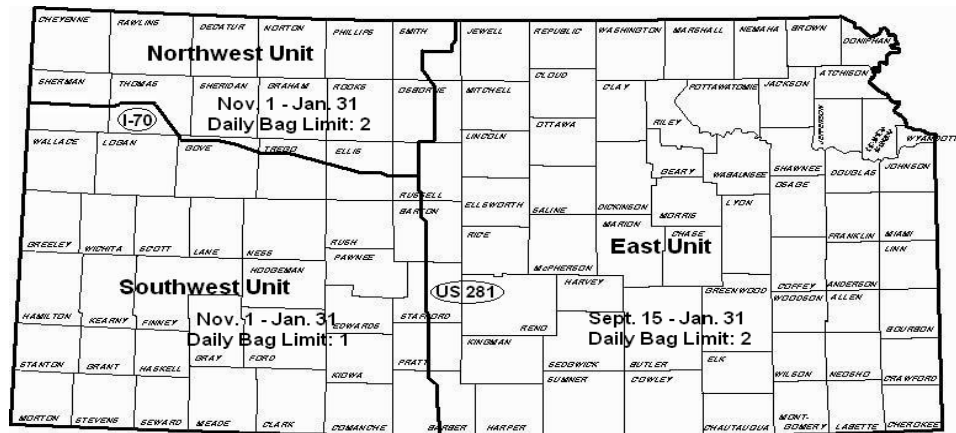 CHEYENNE RAWLINS DECATUR NORTON PHILLIPS SMITH JEWELL REPUBLIC WASHINGTON MARSHALL NEMAHA BROWN DONIPHAN
Northwest Unit
SHERMAN THOMAS SHERIDAN GRAHAM ROOKS OSBORNE MITCHELL CLOUD CLAY POTTAWATOMIE JACKSON ATCHISON
Nov. 1 - Jan. 31
Daily Bag Limit: 2
I-70
OTTAWA RILEY JEFFERSON WYANDOTT
WALLACE LOGAN GOVE TREGO ELLIS LINCOLN
GEARY WABAUNSEE SHAWNEE DOUGLAS JOHNSON
RUSSELL ELLSWORTH SALINE DICKINSON MORRIS LYON OSAGE
BARTON MARION CHASE FRANKLIN MIAMI
GREELEY WICHITA SCOTT LANE NESS RUSH RICE
East Unit
LINN
HODGEMAN PAWNEE McPHERSON HARVEY
Southwest Unit
US 281
GREENWOOD COFFEY ANDERSON
WOODSON ALLEN
HAMILTON KEARNY FINNEY EDWARDS STAFFORD RENO BOURBON
Nov. 1 - Jan. 31
Daily Bag Limit: 1
Sept. 15 - Jan. 31
Daily Bag Limit: 2
STANTON GRANT HASKELL GRAY FORD KIOWA PRATT KINGMAN SEDGWICK BUTLER ELK WILSON NEOSHO CRAWFORD
SUMNER COWLEY
MORTON STEVENS SEWARD MEADE CLARK COMANCHE BARBER HARPER CHAUTAUQUA MONT-
GOMERY LABETTE CHEROKEE